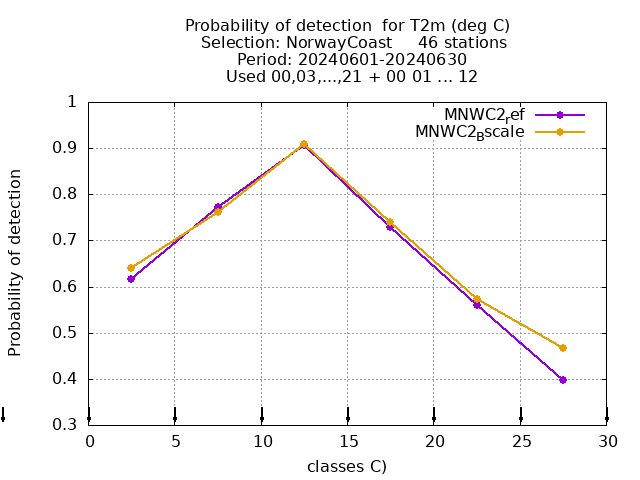 Probability of detection  for T2m (deg C)
Selection: NorwayCoast     46 stations
Period: 20240601-20240630
Used 00,03,...,21 + 00 01 ... 12
MNWC2ref
MNWC2Bscale
1
0.9
0.8
0.7
0.6
0.5
0.4
0.3
Probability of detection
0 5 10 15 20 25 30
classes C)